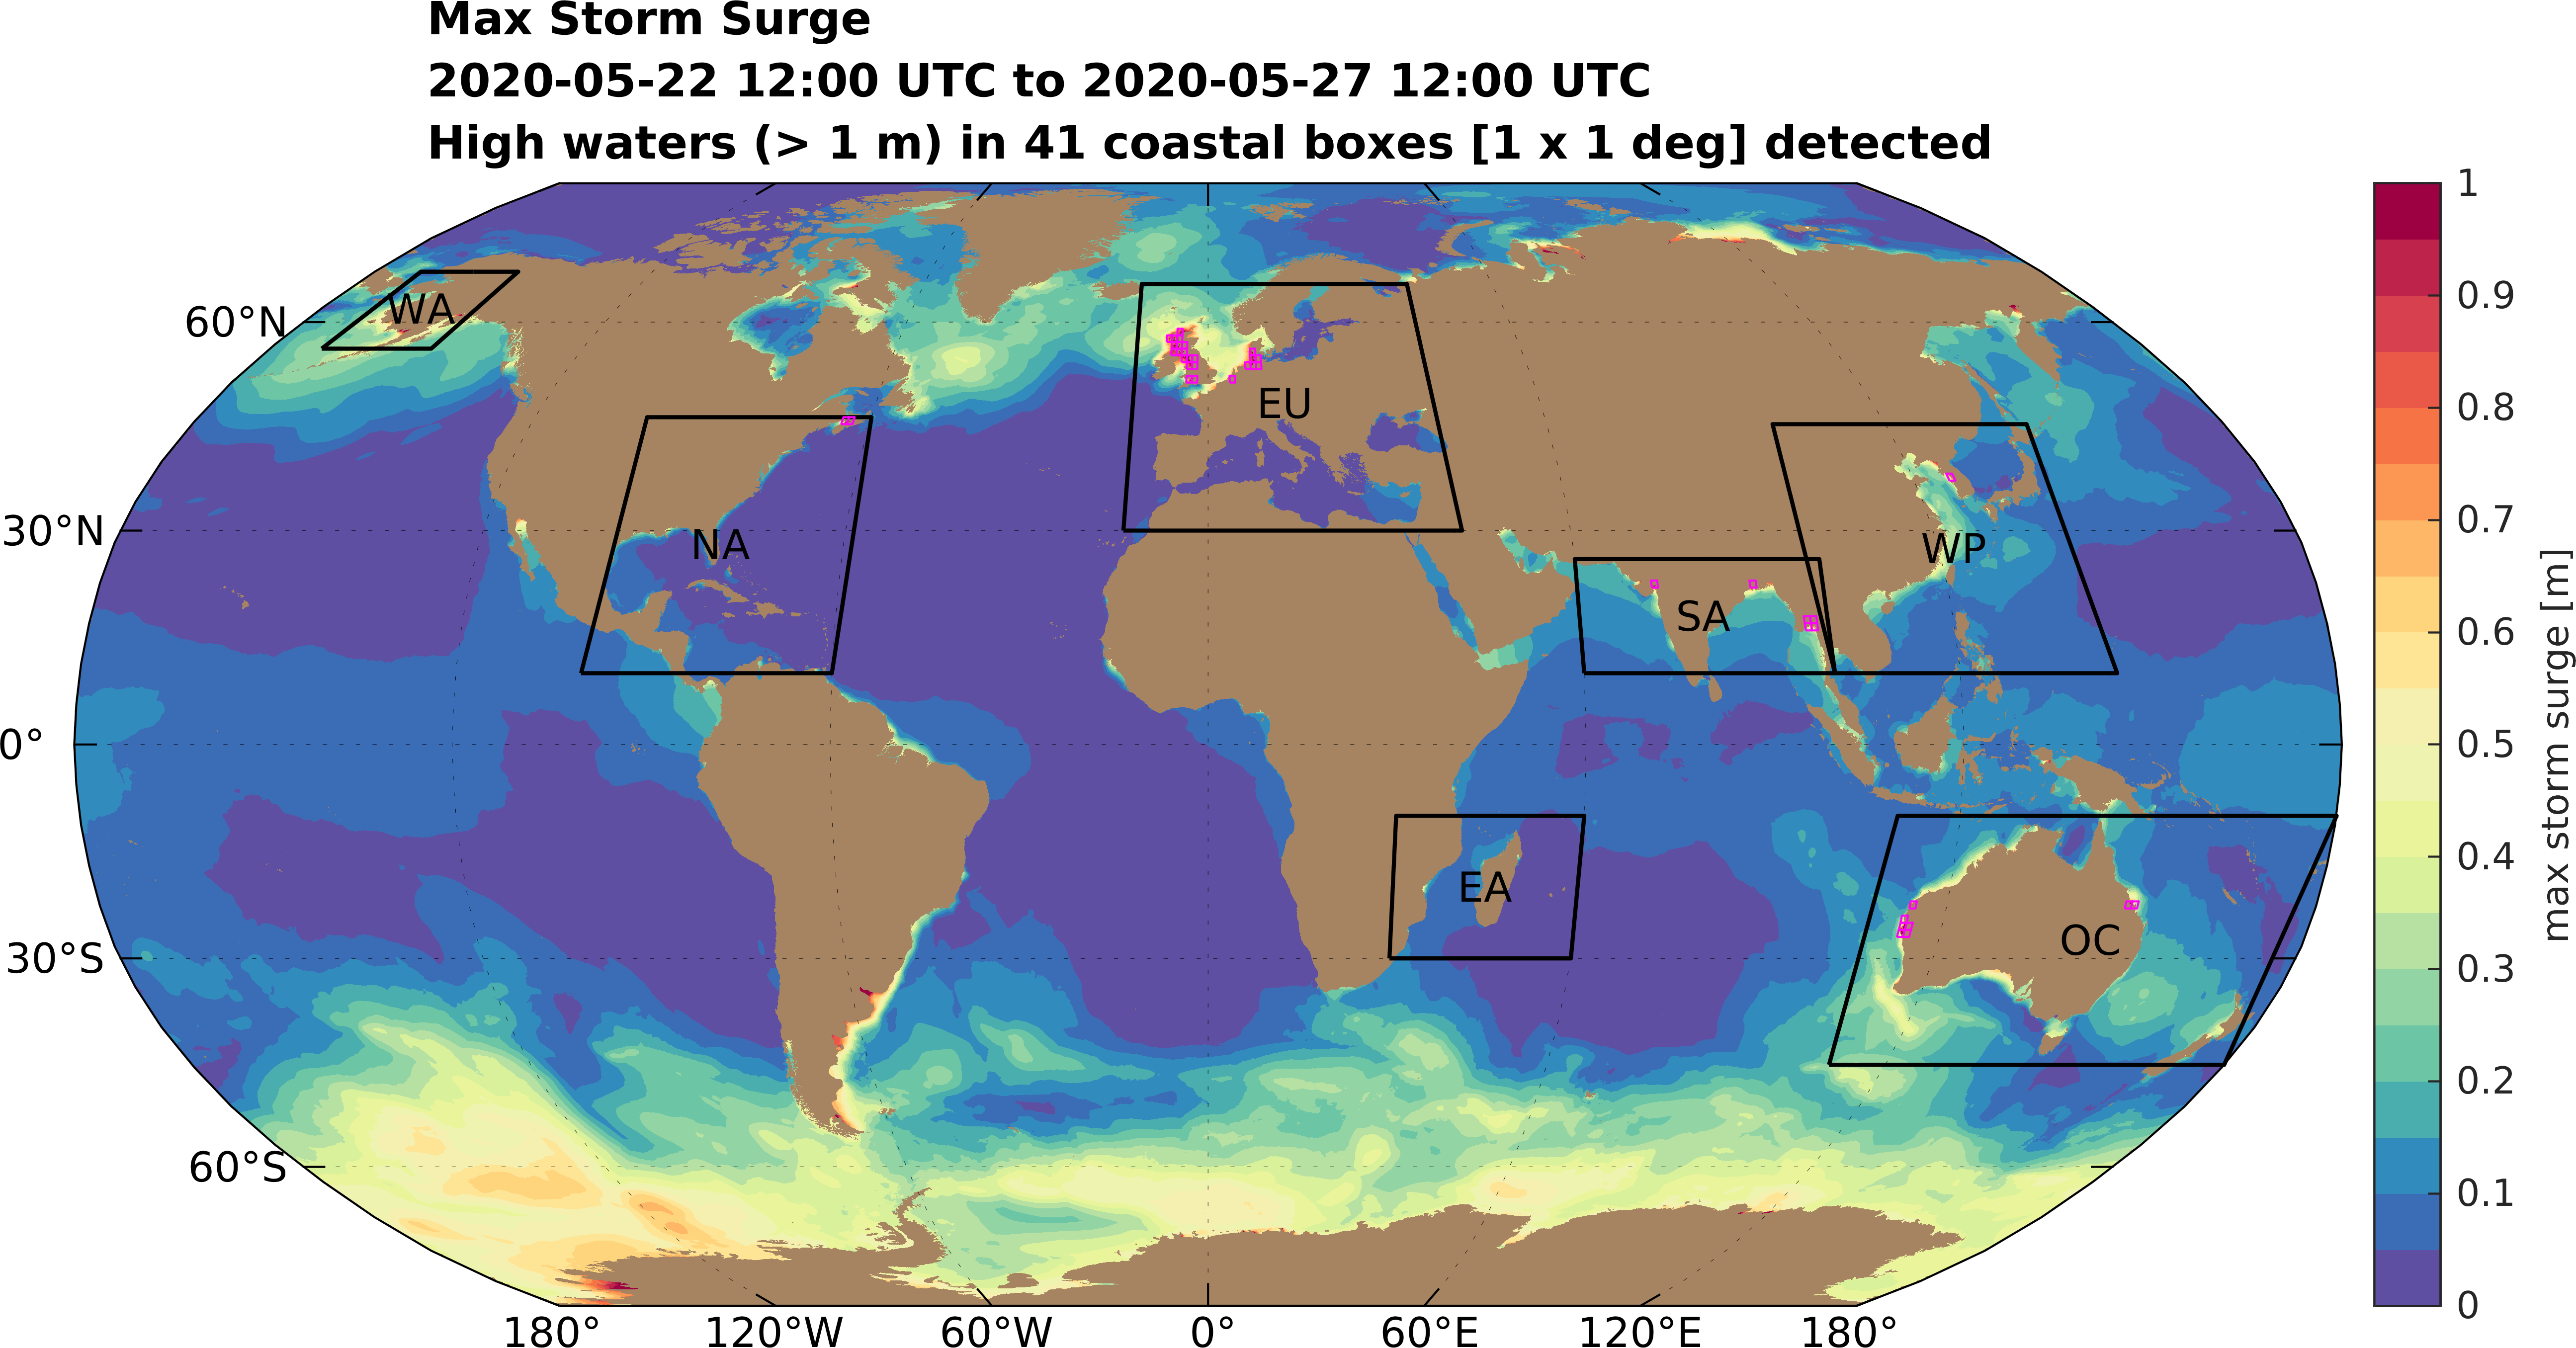 Max Storm Surge
2020-05-22 12:00 UTC to 2020-05-27 12:00 UTC
High waters (> 1 m) in 41 coastal boxes [1 x 1 deg] detected
60°N
30°N
0°
30°S
60°S
WA
NA
EU
SA
WP
EA
OC
180°
120°W
60°W
0°
60°E
120°E
180°
1
0.9
0.8
0.7
0.6
0.5
0.4
0.3
0.2
0.1
0
max storm surge [m]